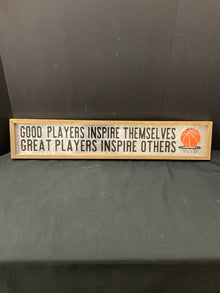 GOOD PLAYERS INSPIRE THEMSELVES
GREAT PLAYERS INSPIRE OTHERS